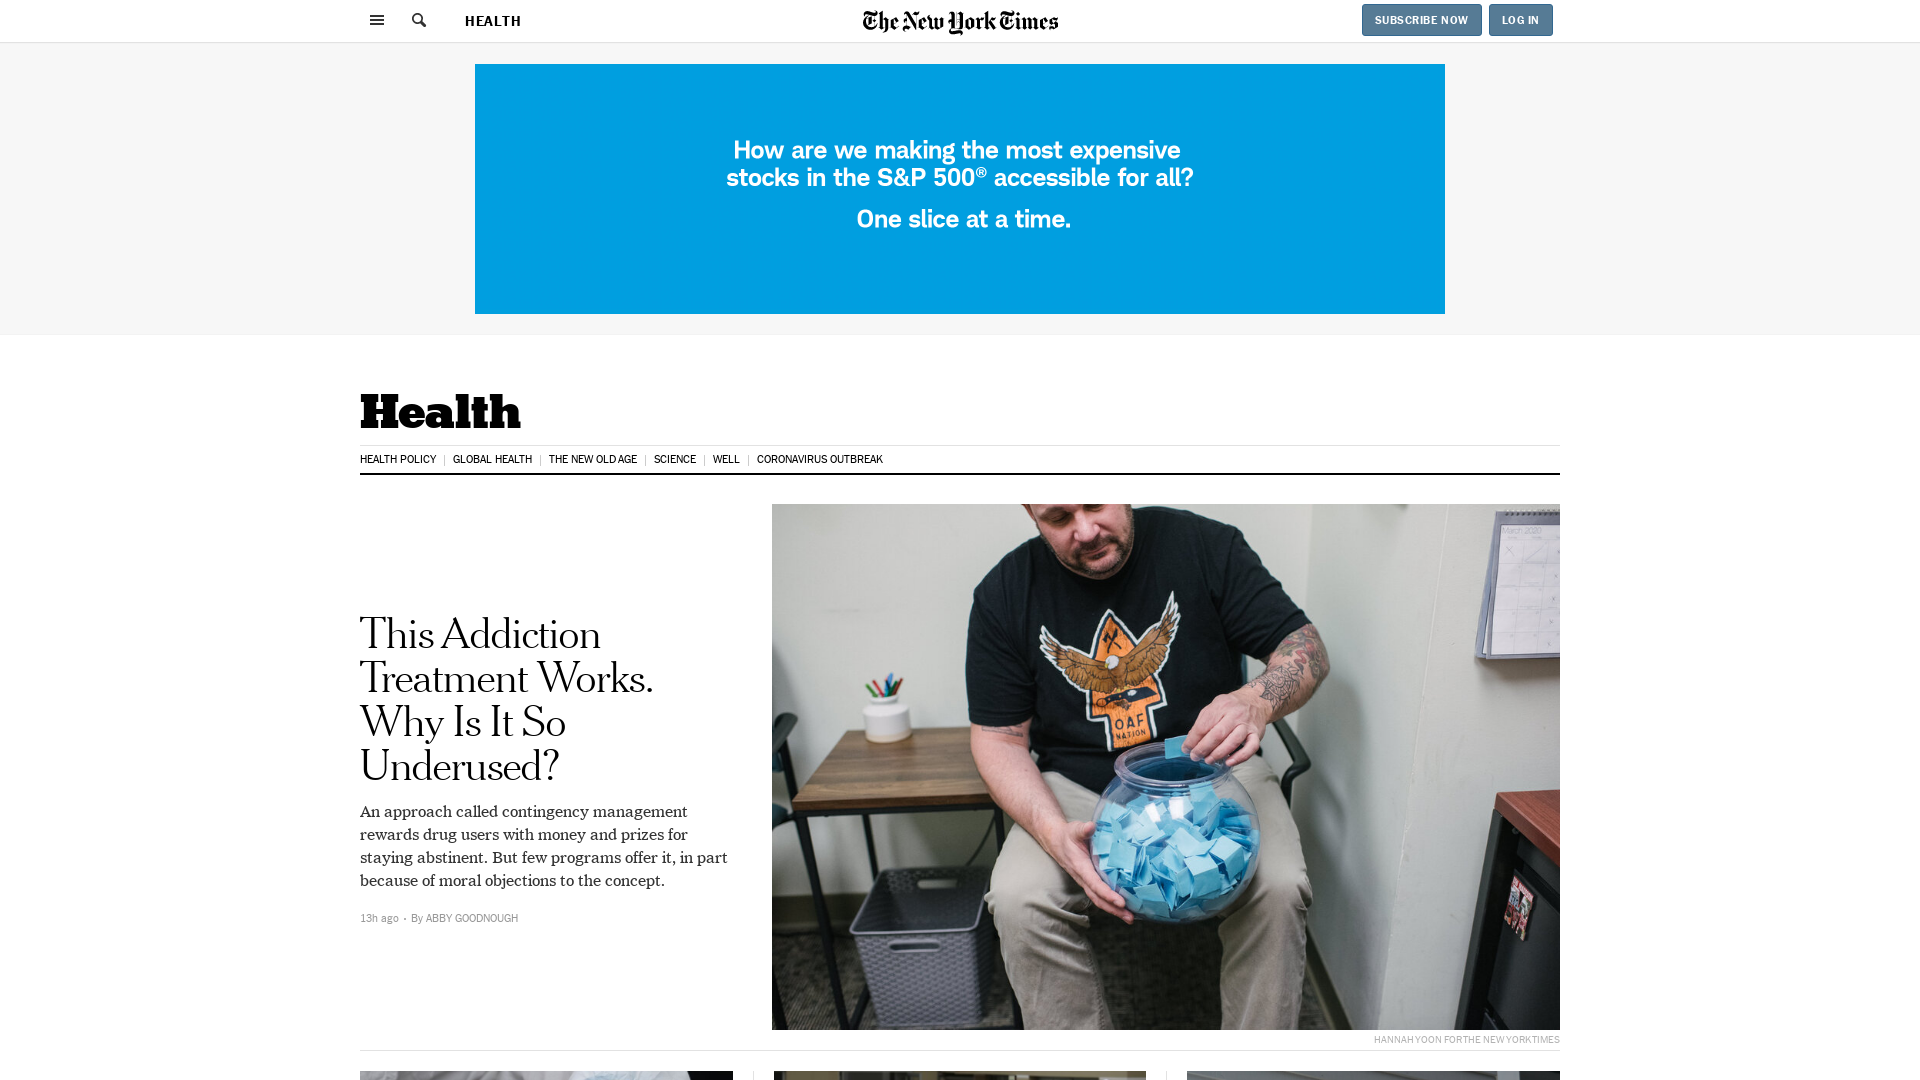 HEALTH
The New York Times
SUBSCRIBE NOW
LOG IN
How are we making the most expensive
stocks in the S&P 500® accessible for all?
One slice at a time.
Health
HEALTH POLICY
GLOBAL HEALTH
THE NEW OLD AGE
SCIENCE
WELL
CORONAVIRUS OUTBREAK
This Addiction
Treatment Works.
Why Is It So
Underused?
An approach called contingency management
rewards drug users with money and prizes for
staying abstinent. But few programs offer it, in part
because of moral objections to the concept.
13h ago • By ABBY GOODNOUGH
March 2020
OAF
NATION
HANNAH YOON FOR THE NEW YORK TIMES